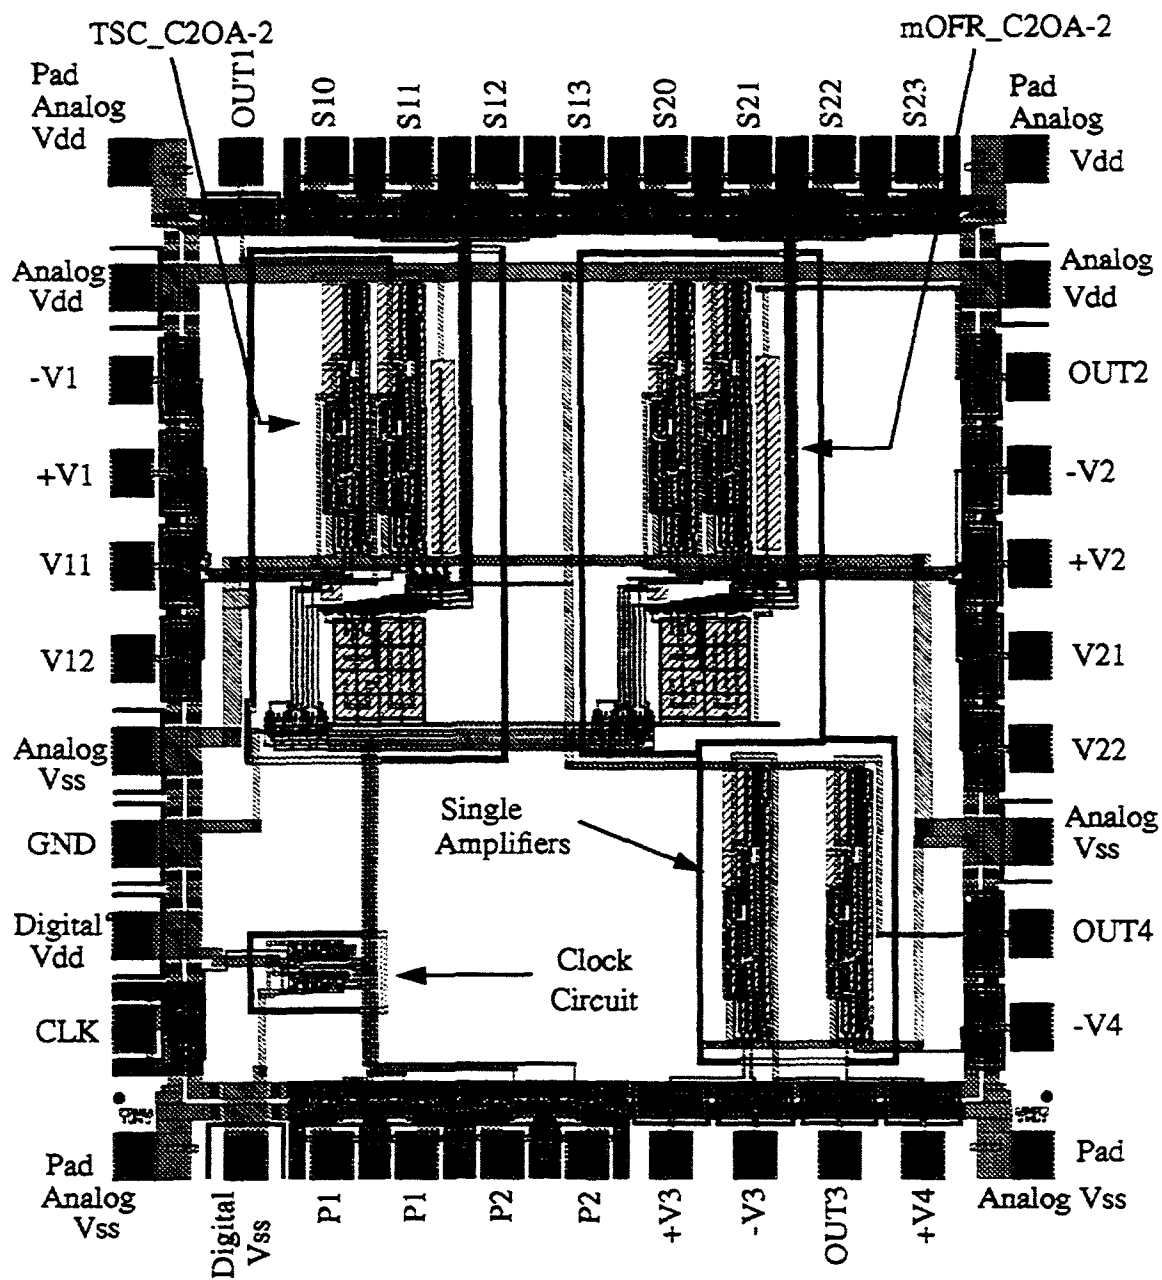 TSC_C2OA-2
mOFR_C2OA-2
Pad
Analog
Vdd
OUT1
S10
S11
S12
S13
S20
S21
S22
S23
Pad
Analog
Vdd
Analog
Vdd
-V1
+V1
V11
V12
Analog
Vss
GND
Digital
Vdd
CLK
Analog
Vdd
OUT2
-V2
+V2
V21
V22
Analog
Vss
OUT4
-V4
Single
Amplifiers
Clock
Circuit
Pad
Analog
Vss
Digital
Vss
P1
P1
P2
P2
+V3
-V3
OUT3
+V4
Pad
Analog Vss